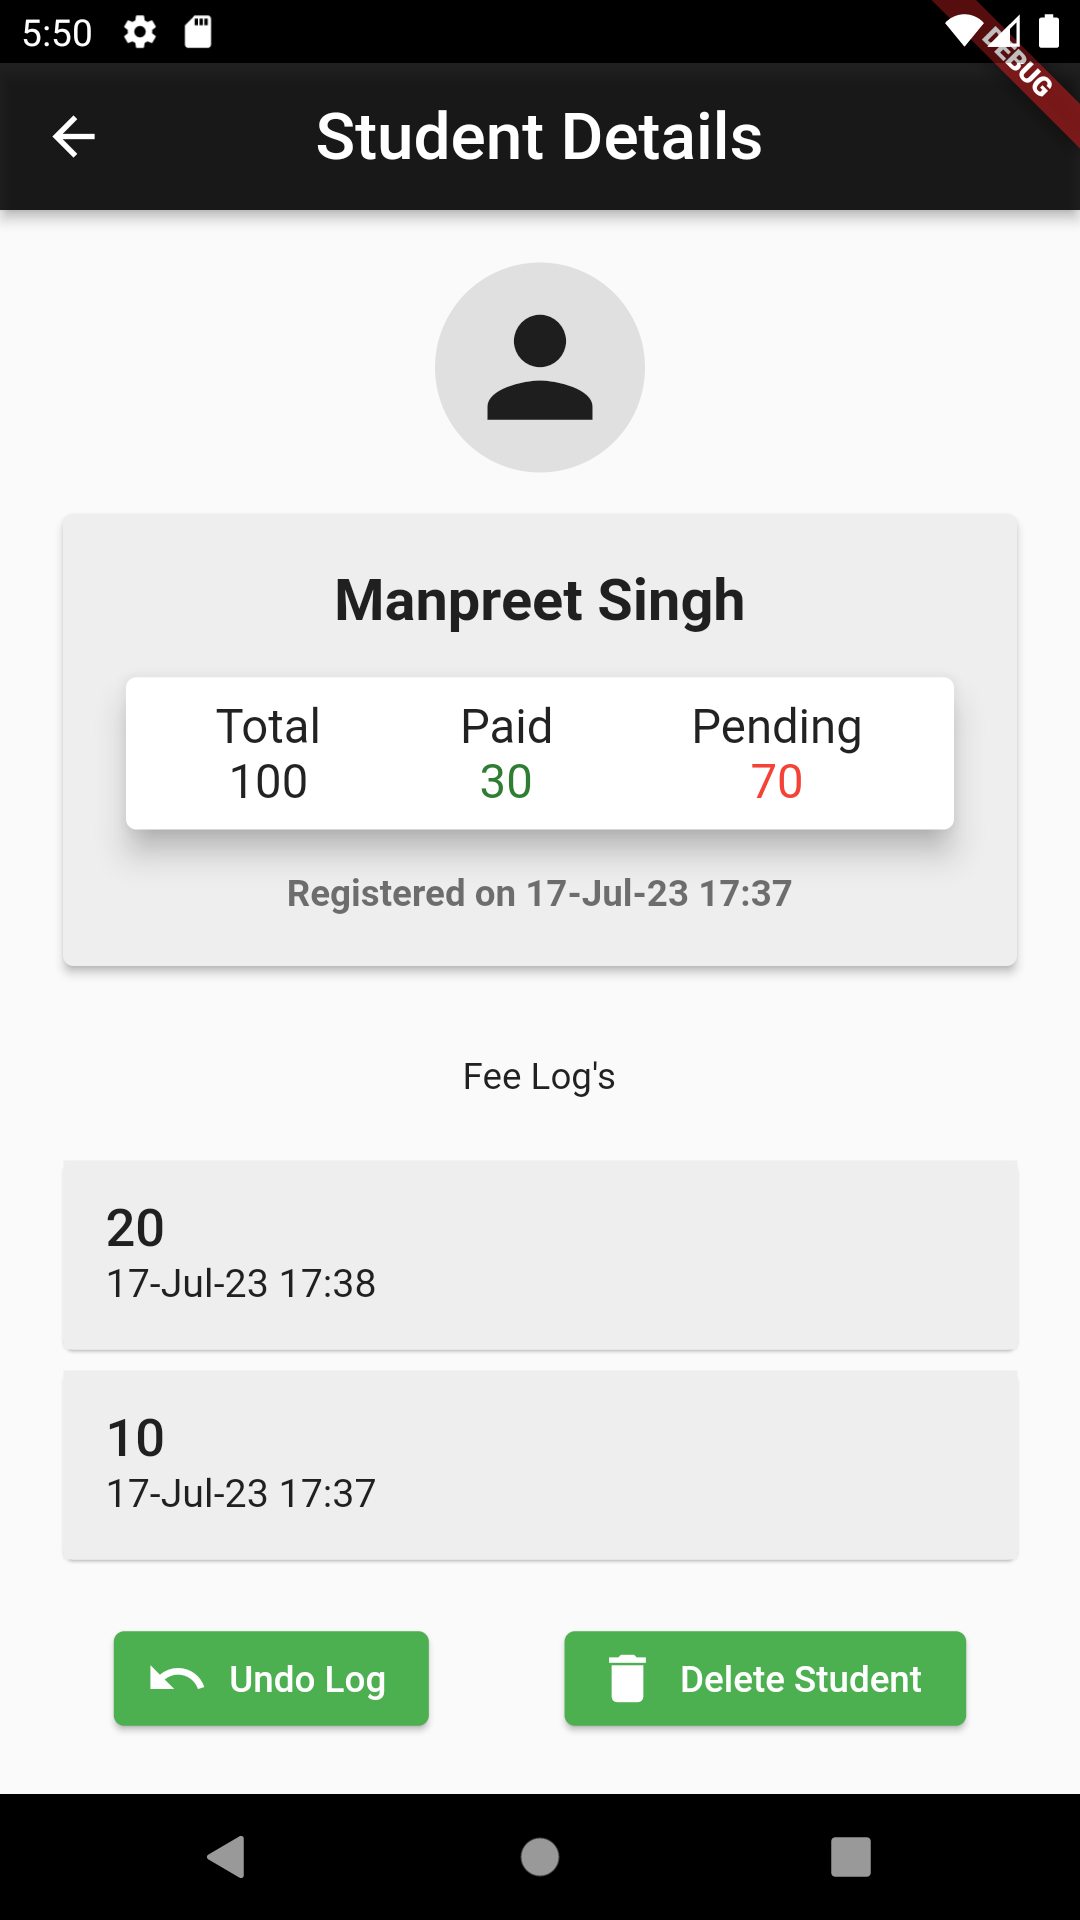 5:50
DEBUG
Student Details
Manpreet Singh
Total Paid Pending
100 30 70
Registered on 17-Jul-23 17:37
Fee Log's
20
17-Jul-23 17:38
10
17-Jul-23 17:37
Undo Log Delete Student